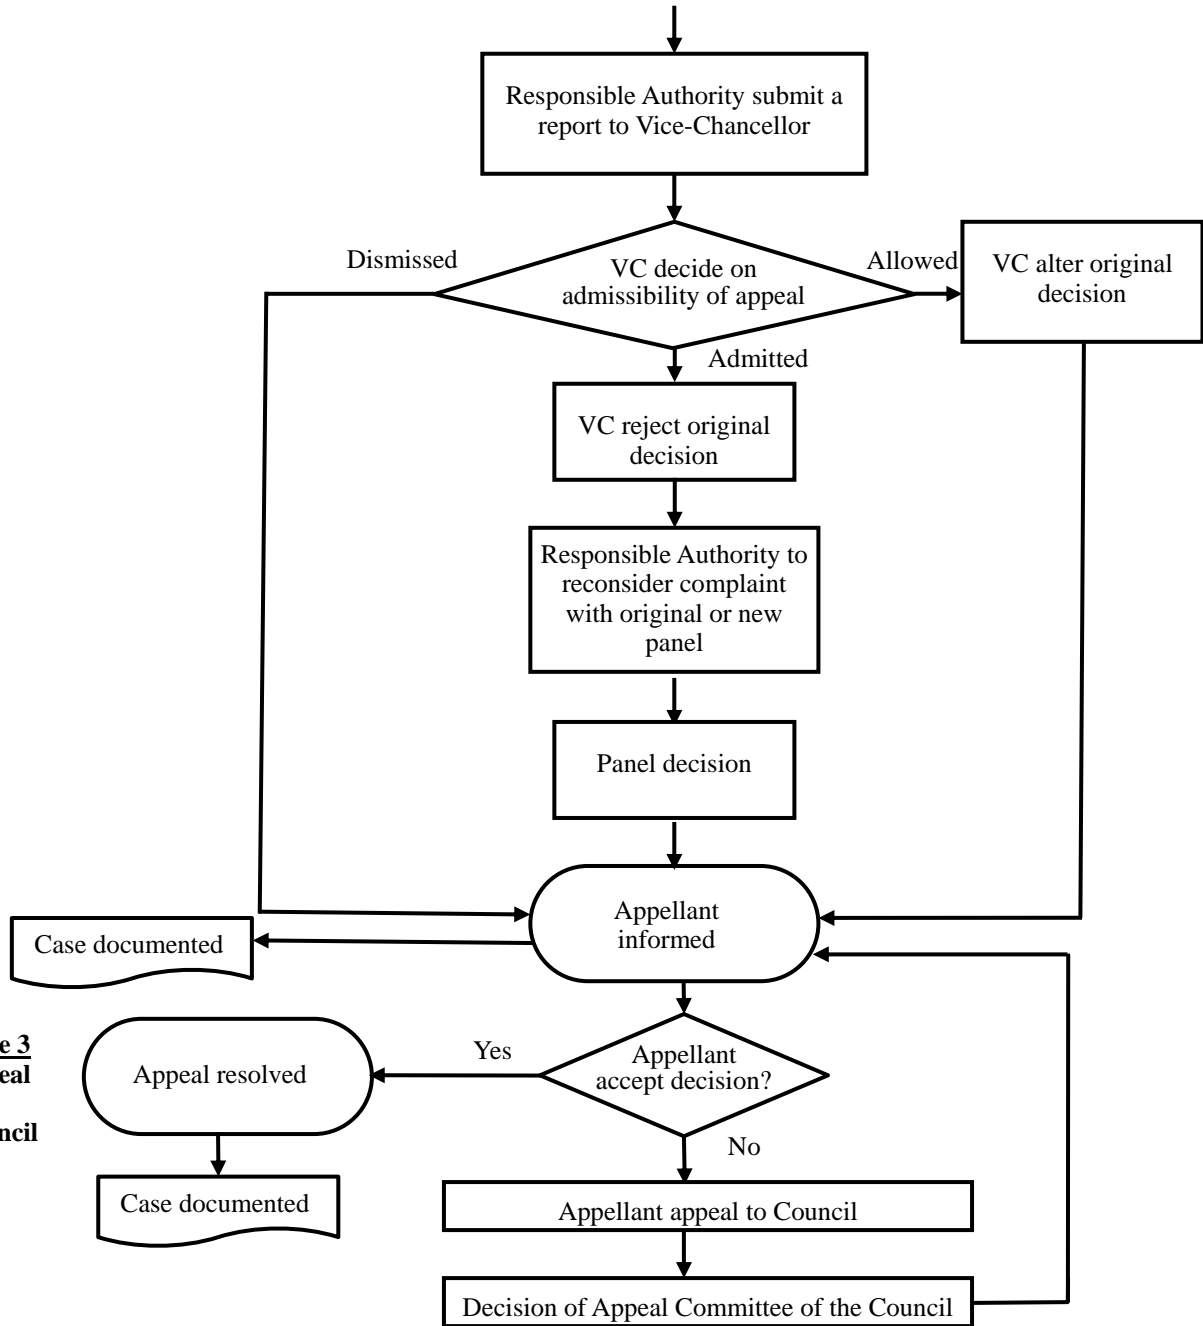 Responsible Authority submit a
report to Vice-Chancellor
Dismissed
VC decide on
admissibility of appeal
Allowed
VC alter original
decision
Admitted
VC reject original
decision
Responsible Authority to
reconsider complaint
with original or new
panel
Panel decision
Appellant
informed
Case documented
e 3
eal
ncil
Appeal resolved
Yes
Appellant
accept decision?
No
Case documented
Appellant appeal to Council
Decision of Appeal Committee of the Council